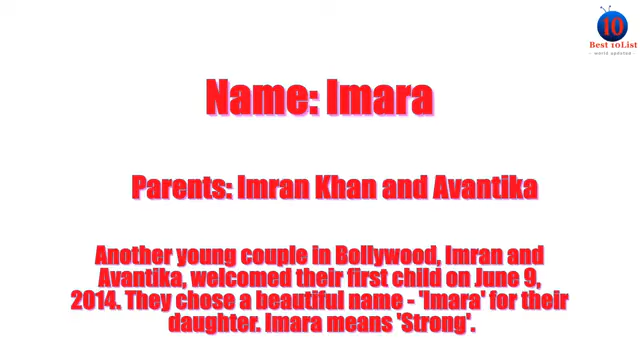 10
Best 10List
- world updated -
Name: Imara
Parents: Imran Khan and Avantika
Another young couple in Bollywood, Imran and
Avantika, welcomed their first child on June 9,
2014. They chose a beautiful name - 'Imara' for their
daughter. Imara means 'Strong'.